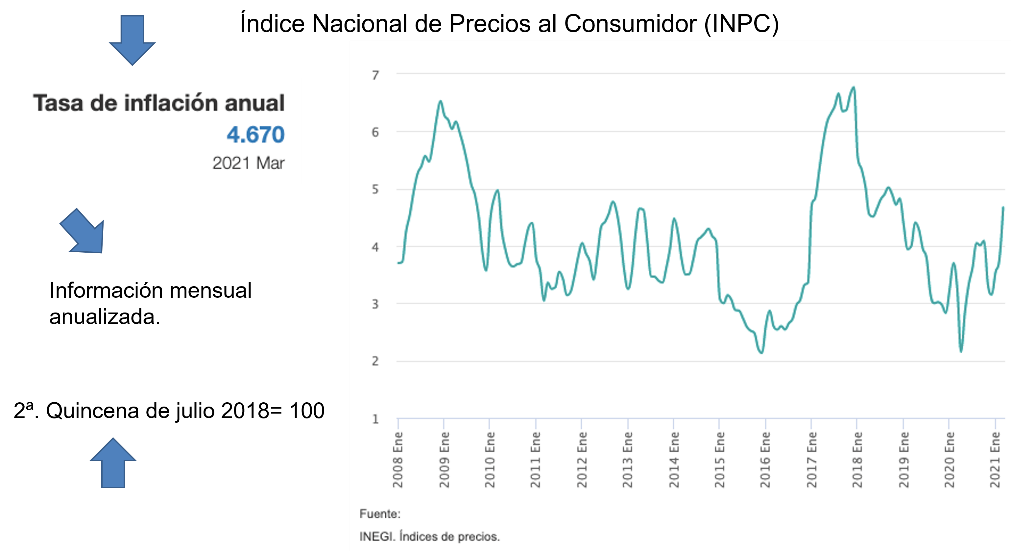 Índice Nacional de Precios al Consumidor (INPC)
Tasa de inflación anual
4.670
2021 Mar
Información mensual
anualizada.
2ª. Quincena de julio 2018= 100
7
6
5
4
3
2
1
2008 Ene
2009 Ene
2010 Ene
2011 Ene
2012 Ene
2013 Ene
2014 Ene
2015 Ene
2016 Ene
2017 Ene
2018 Ene
2019 Ene
2020 Ene
2021 Ene
Fuente:
INEGI. Índices de precios.